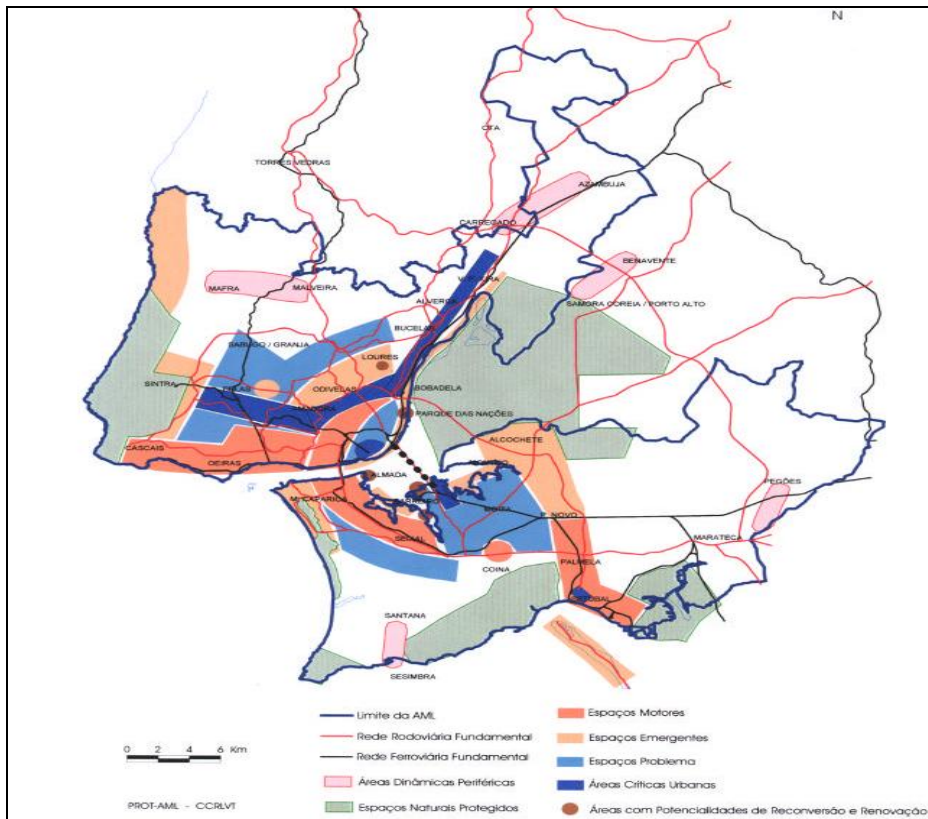 N
OTA
TORRES VEDRAS
AZAMBUJA
CARREGADO
BENAVENTE
MAFRA
MALVEIRA
ALVERCA
SAMORA COREIA / PORTO ALTO
BUCELAS
SABUGO / GRANJA
LOURES
SINTRA
ODIVELAS
BOBADELA
AMADORA
PARQUE DAS NAÇÕES
CASCAIS
ALCOCHETE
OEIRAS
ALMADA
PEGÕES
MOITA
P. NOVO
SEIXAL
MARATECA
COINA
PALMELA
SETÚBAL
SANTANA
SESIMBRA
Limite da AML
Rede Rodoviária Fundamental
Rede Ferroviária Fundamental
Áreas Dinâmicas Periféricas
Espaços Naturais Protegidos
Espaços Motores
Espaços Emergentes
Espaços Problema
Áreas Críticas Urbanas
Áreas com Potencialidades de Reconversão e Renovação
0 2 4 6 Km
PROT-AML - CCRLVT